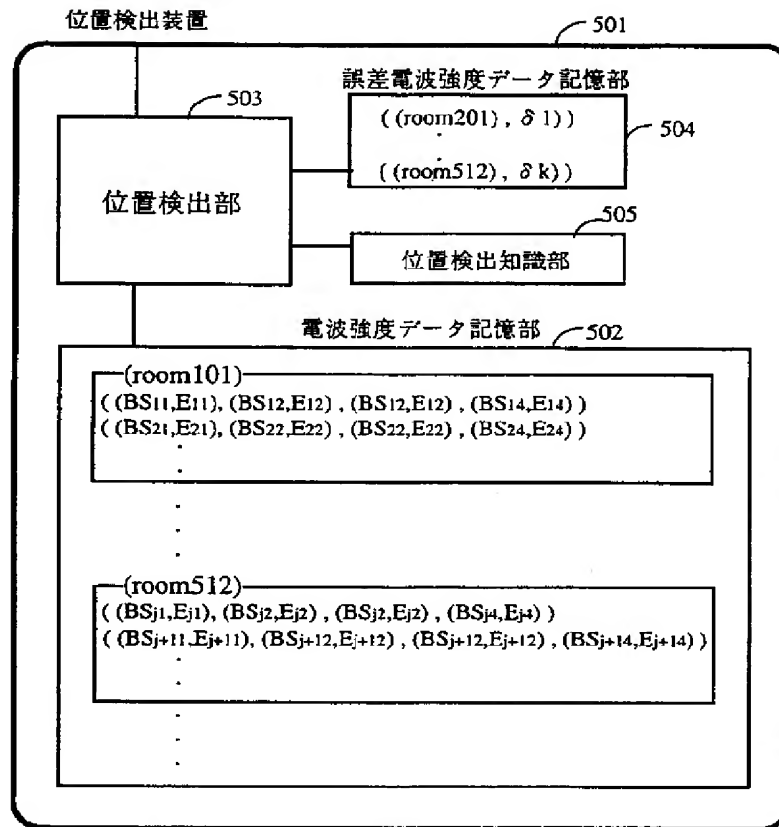 位置検出装置
501
誤差電波強度データ記憶部
503
((room201), δ1))
504
((room512), δk))
位置検出部
505
位置検出知識部
電波強度データ記憶部
502
(room101)
((BS11,E11), (BS12,E12), (BS12,E12), (BS14,E14))
((BS21,E21), (BS22,E22), (BS22,E22), (BS24,E24))
(room512)
((BSj1,Ej1), (BSj2,Ej2), (BSj2,Ej2), (BSj4,Ej4))
((BSj+11,Ej+11), (BSj+12,Ej+12), (BSj+12,Ej+12), (BSj+14,Ej+14))